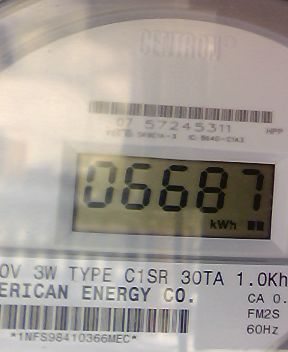 CENTRON®
07 57245311
HPP
06687
kWh
0V 3W TYPE C1SR 30TA 1.0Kh
ERICAN ENERGY CO.
CA 0.
FM2S
60Hz
*1NFS98410366MEC*